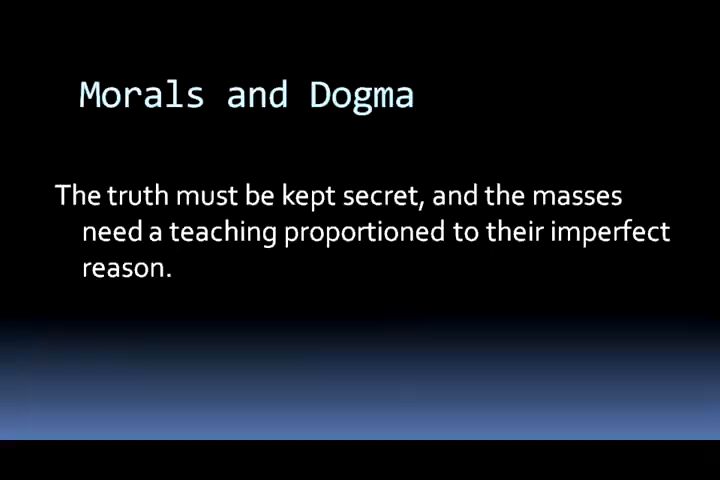 Morals and Dogma
The truth must be kept secret, and the masses
need a teaching proportioned to their imperfect
reason.